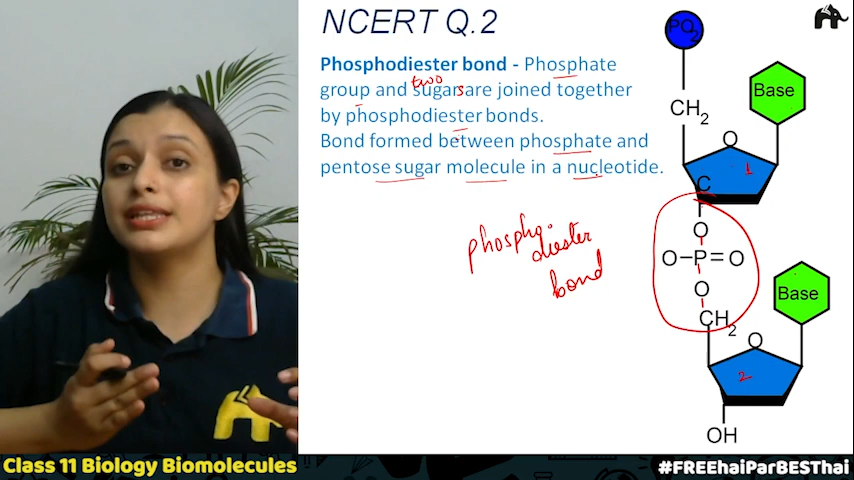 NCERT Q.2
Phosphodiester bond - Phosphate
two
group and sugars are joined together
by phosphodiester bonds.
Bond formed between phosphate and
pentose sugar molecule in a nucleotide.
phospho-
diester
bond
PO2
CH2
O
Base
1
C
O
O–P=O
O
CH2
O
Base
2
OH
Class 11 Biology Biomolecules
#FREEhaiParBESThai